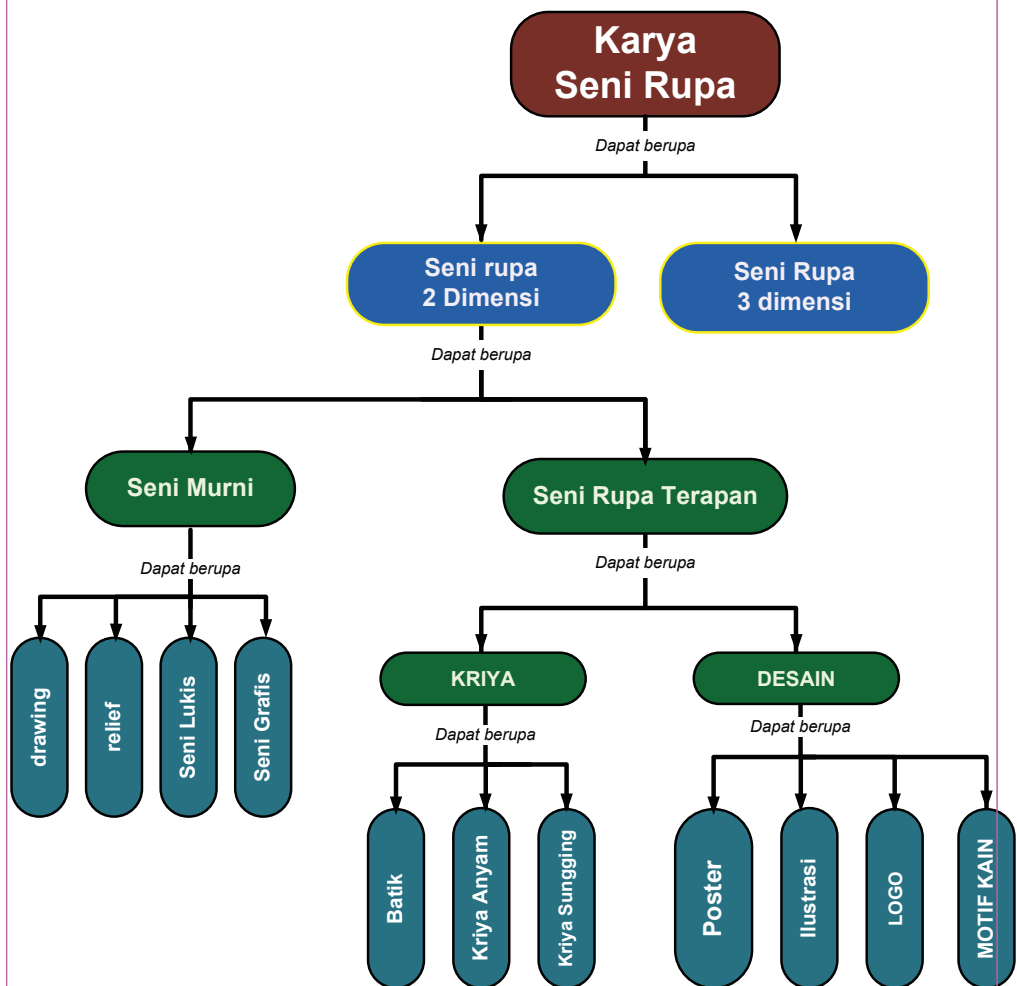 Karya
Seni Rupa
Dapat berupa
Seni rupa
2 Dimensi
Seni Rupa
3 dimensi
Dapat berupa
Seni Murni
Seni Rupa Terapan
Dapat berupa
Dapat berupa
drawing
relief
Seni Lukis
Seni Grafis
KRIYA
DESAIN
Dapat berupa
Dapat berupa
Batik
Kriya Anyam
Kriya Sungging
Poster
Ilustrasi
LOGO
MOTIF KAIN